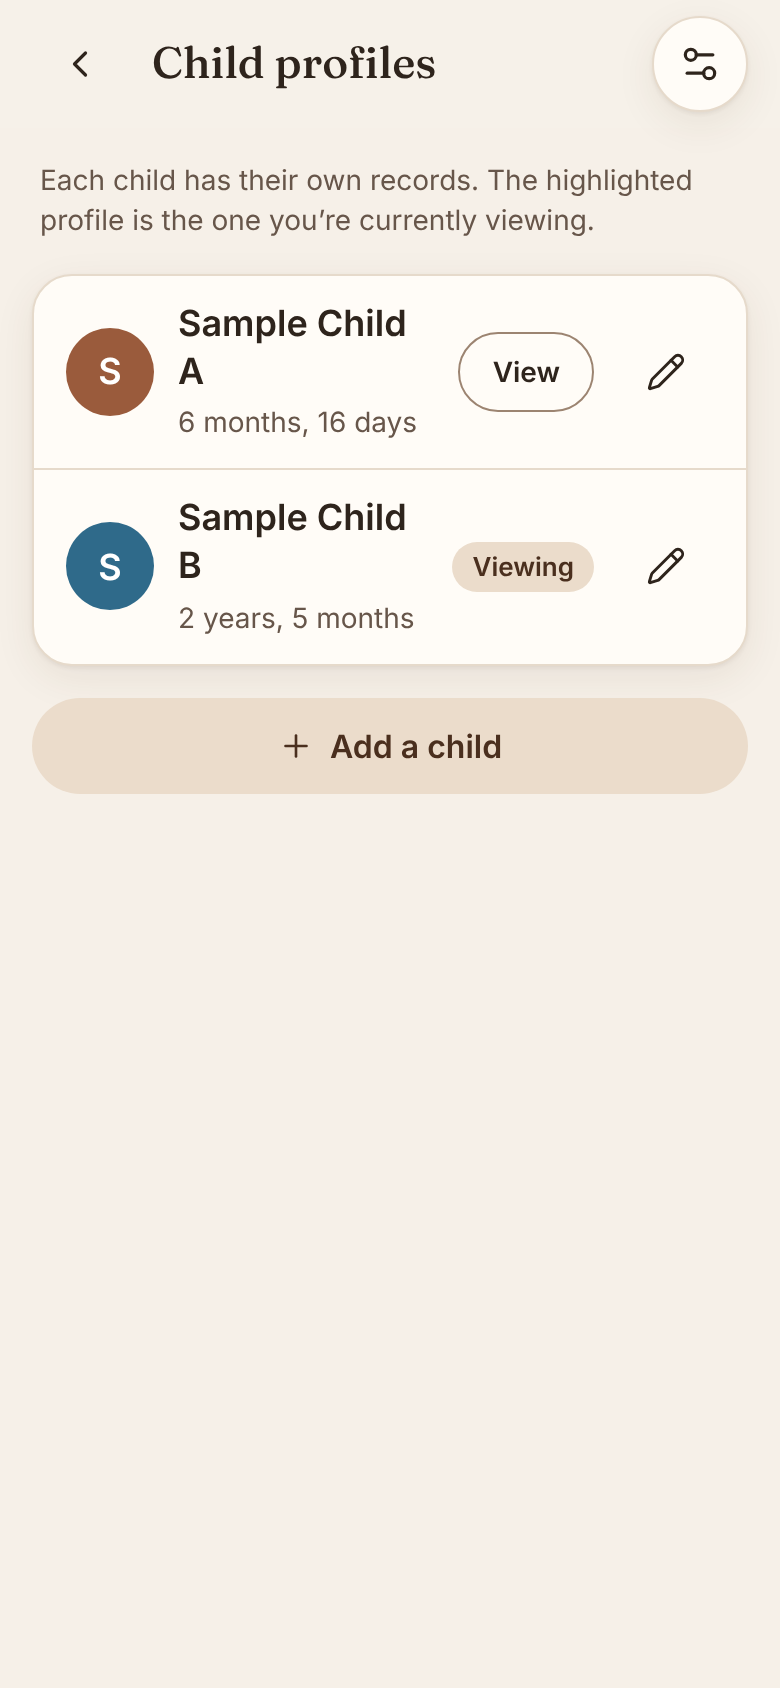 Child profiles
Each child has their own records. The highlighted
profile is the one you’re currently viewing.
S
Sample Child
A
6 months, 16 days
View
S
Sample Child
B
2 years, 5 months
Viewing
Add a child